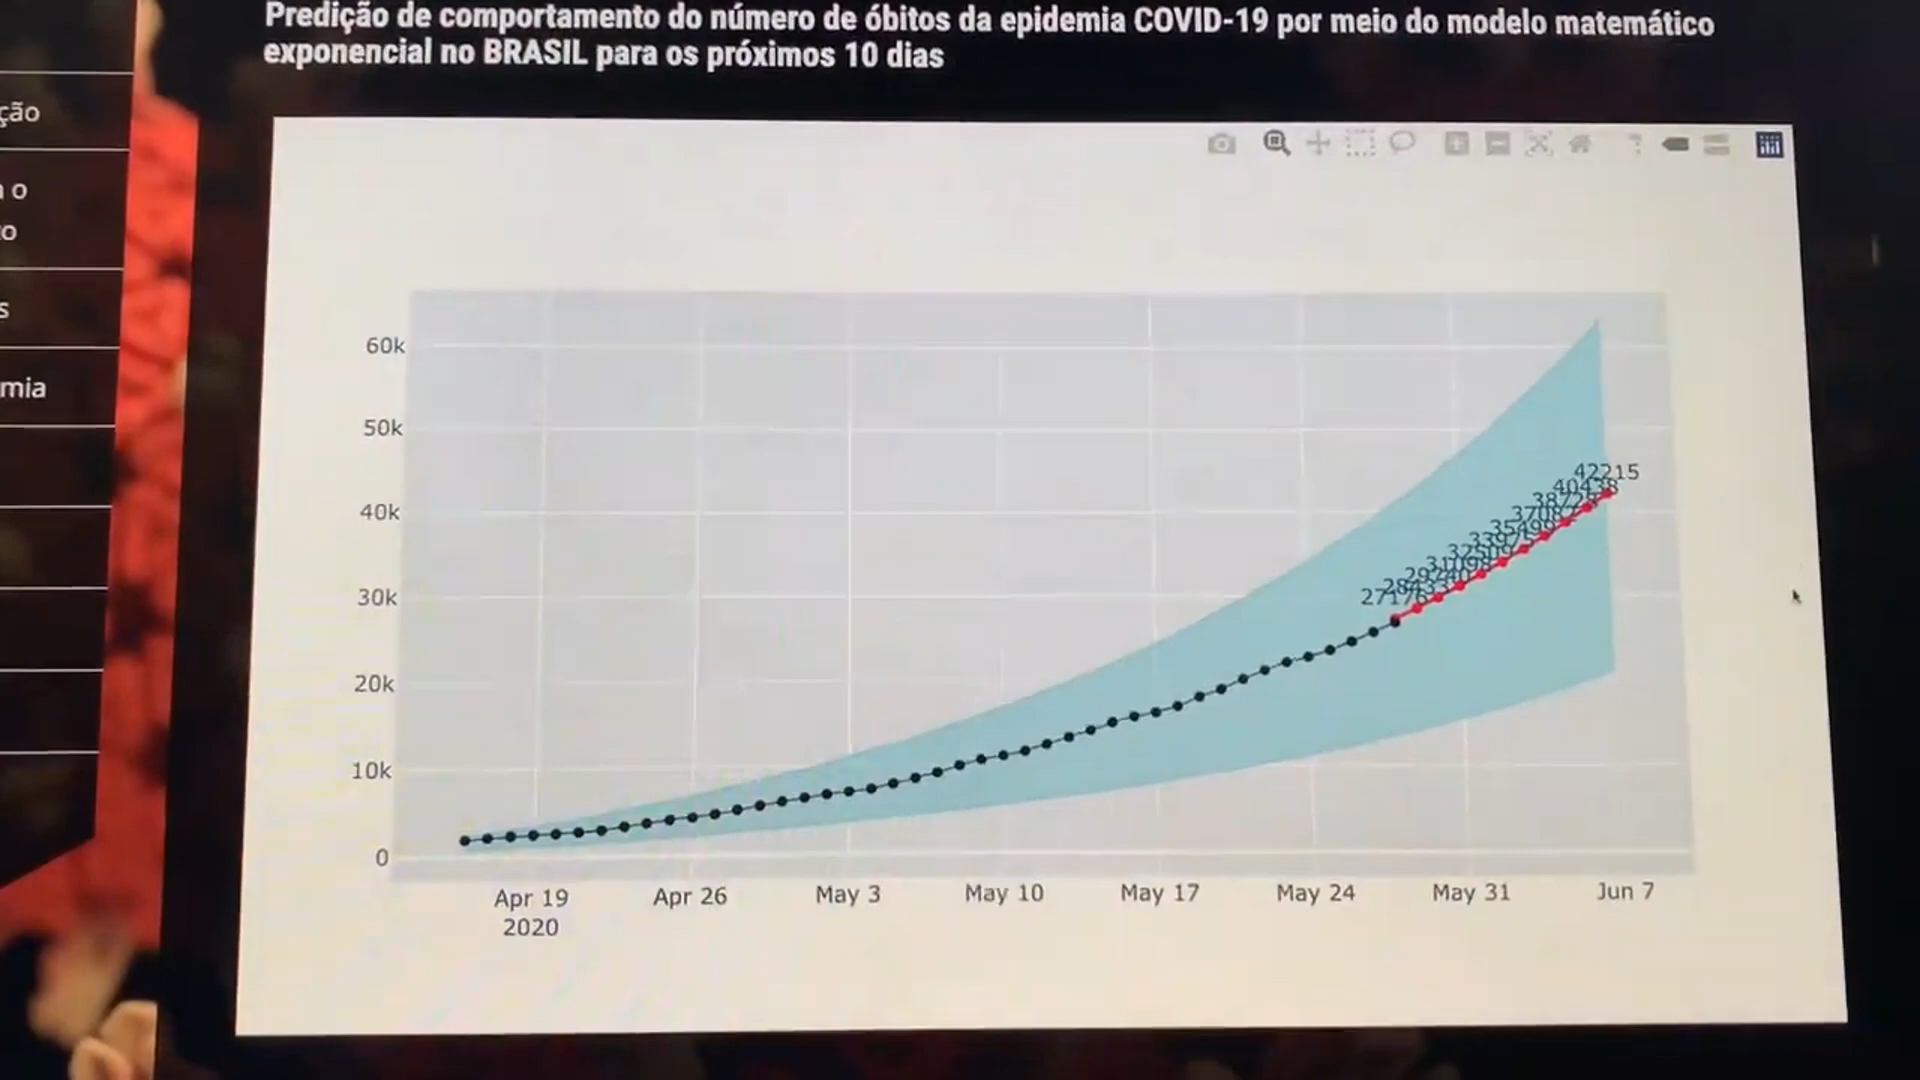 Predição de comportamento do número de óbitos da epidemia COVID-19 por meio do modelo matemático
exponencial no BRASIL para os próximos 10 dias
ção
o
s
mia
60k
50k
40k
30k
20k
10k
0
42215
40438
27176
Apr 19
2020
Apr 26
May 3
May 10
May 17
May 24
May 31
Jun 7